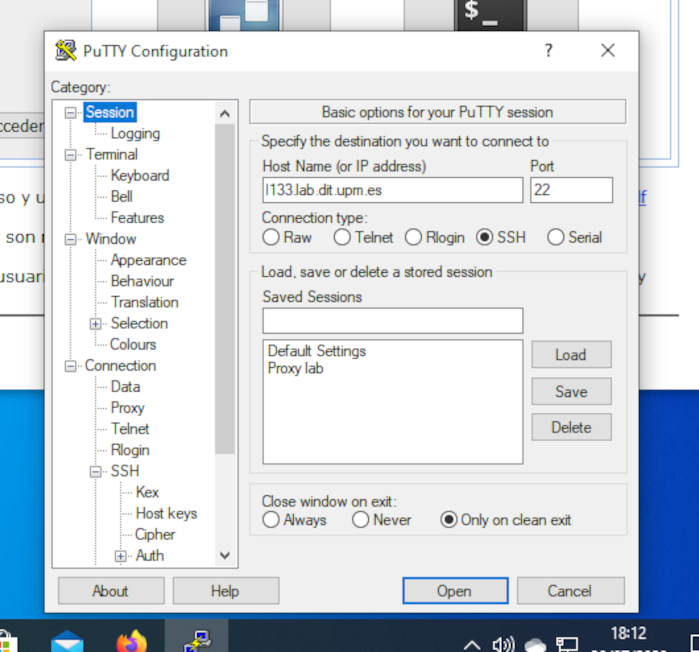 $_
PuTTY Configuration
?
Category:
Session
Logging
Terminal
Keyboard
Bell
Features
Window
Appearance
Behaviour
Translation
Selection
Colours
Connection
Data
Proxy
Telnet
Rlogin
SSH
Kex
Host keys
Cipher
Auth
Basic options for your PuTTY session
Specify the destination you want to connect to
Host Name (or IP address)
Port
l133.lab.dit.upm.es
22
Connection type:
Raw
Telnet
Rlogin
SSH
Serial
Load, save or delete a stored session
Saved Sessions
Default Settings
Proxy lab
Load
Save
Delete
Close window on exit:
Always
Never
Only on clean exit
About
Help
Open
Cancel
cceder
so y u
son
usuari
y
18:12